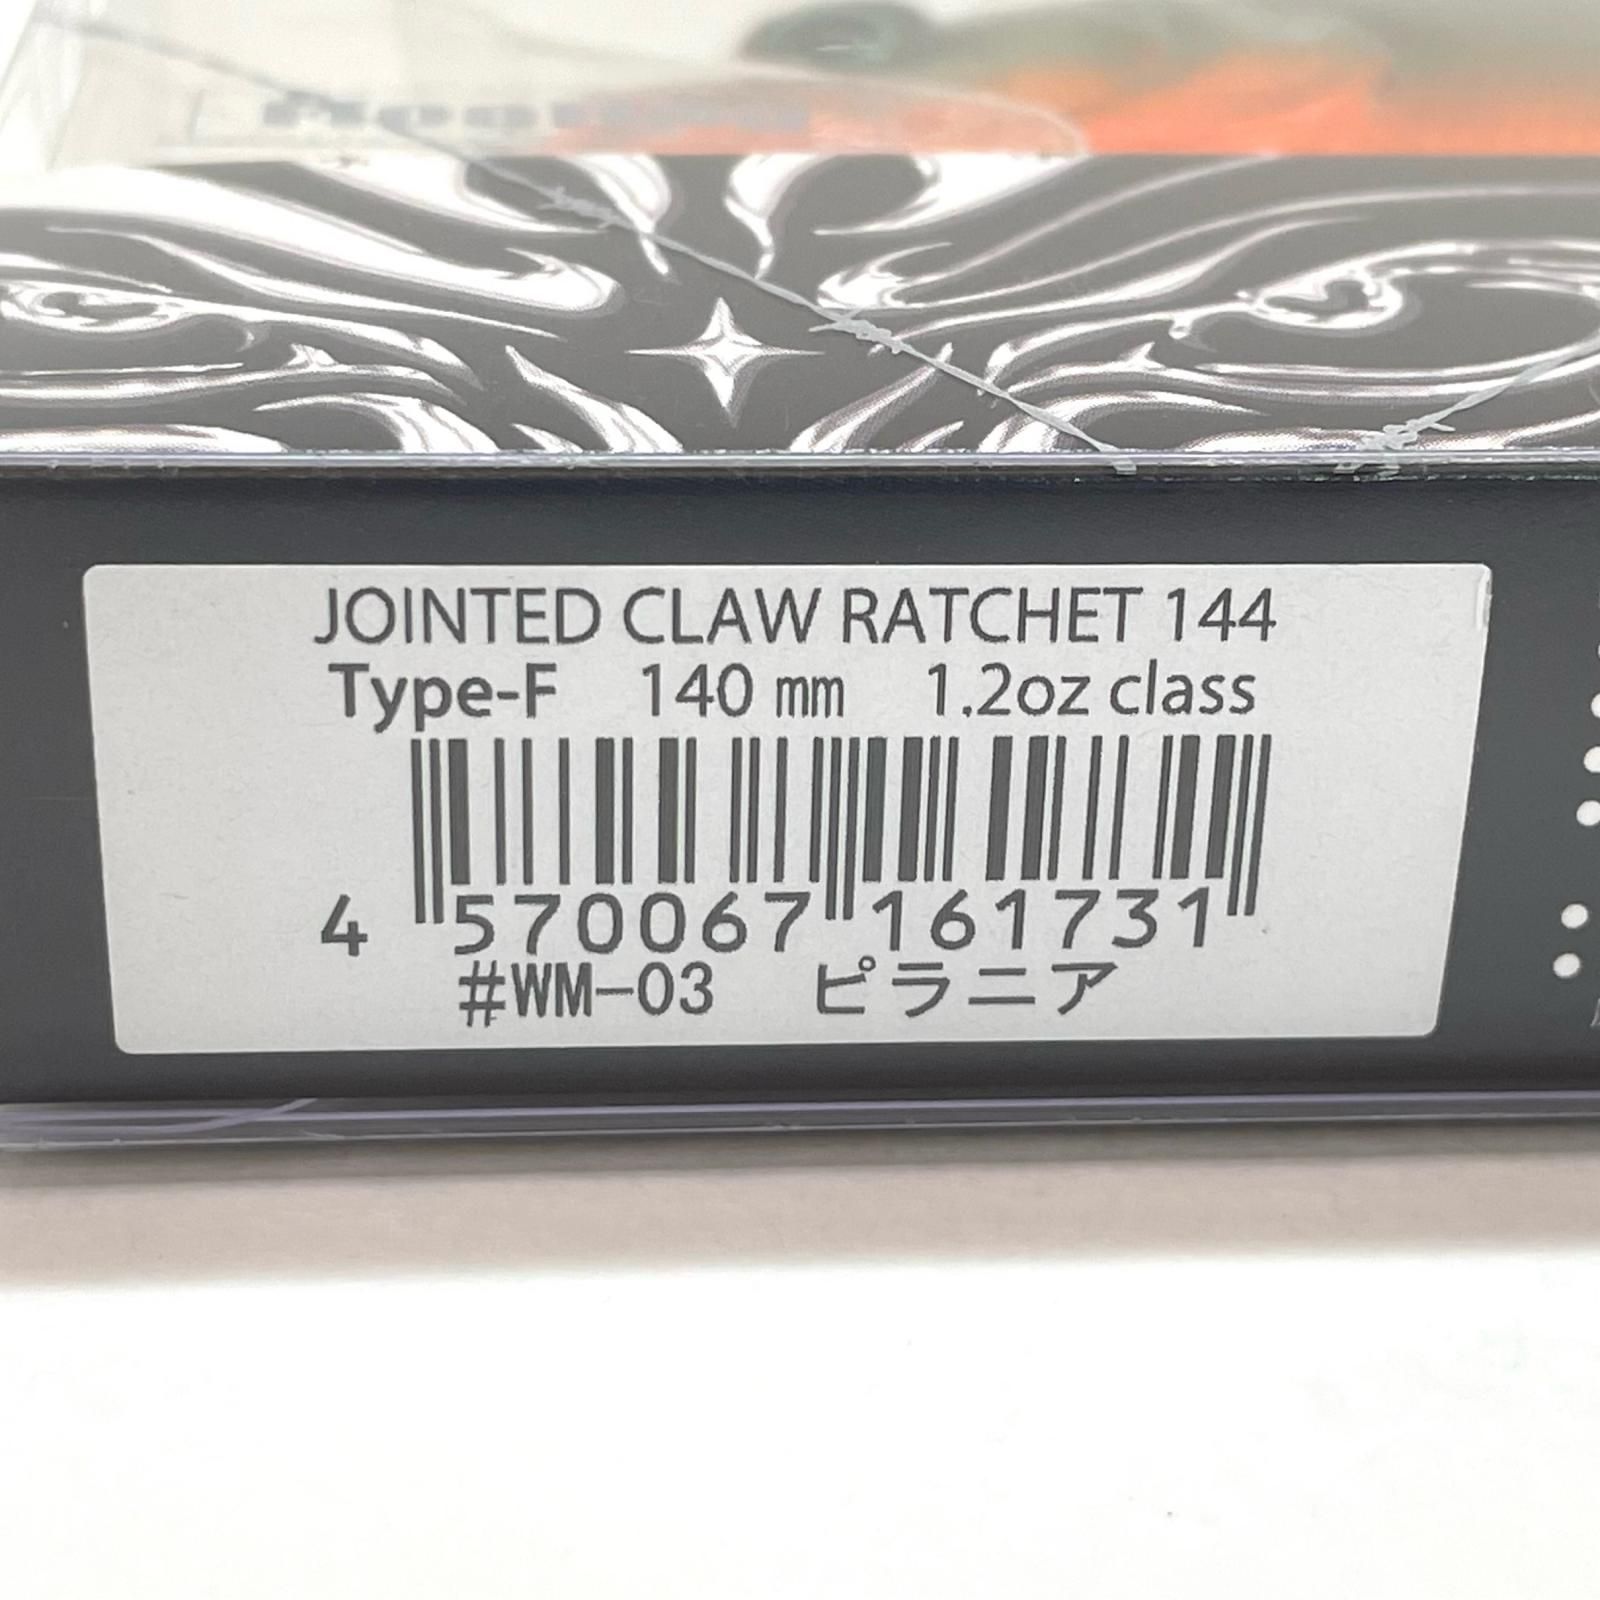 JOINTED CLAW RATCHET 144
Type-F 140 mm 1.2oz class
4 570067 161731
#WM-03 ピラニア